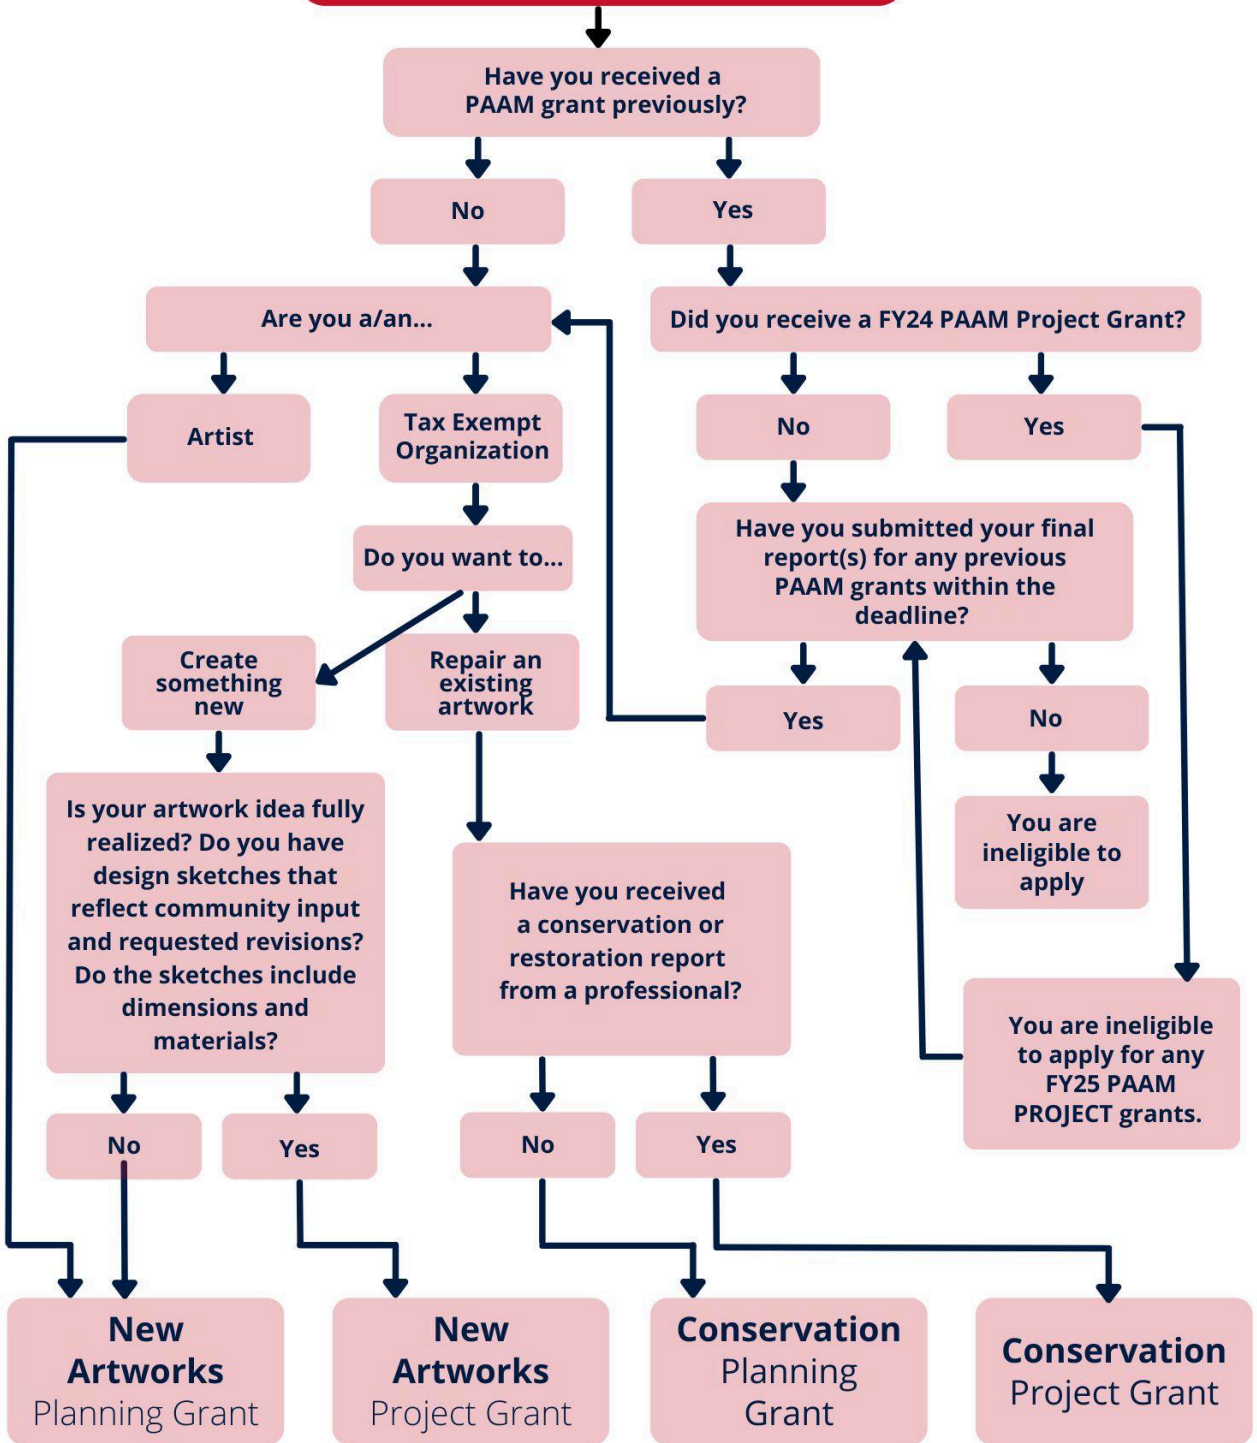 Have you received a
PAAM grant previously?
No
Yes
Are you a/an...
Did you receive a FY24 PAAM Project Grant?
Artist
Tax Exempt
Organization
No
Yes
Do you want to...
Have you submitted your final
report(s) for any previous
PAAM grants within the
deadline?
Create
something
new
Repair an
existing
artwork
Yes
No
Is your artwork idea fully
realized? Do you have
design sketches that
reflect community input
and requested revisions?
Do the sketches include
dimensions and
materials?
Have you received
a conservation or
restoration report
from a professional?
You are
ineligible to
apply
You are ineligible
to apply for any
FY25 PAAM
PROJECT grants.
No
Yes
No
Yes
New
Artworks
Planning Grant
New
Artworks
Project Grant
Conservation
Planning
Grant
Conservation
Project Grant